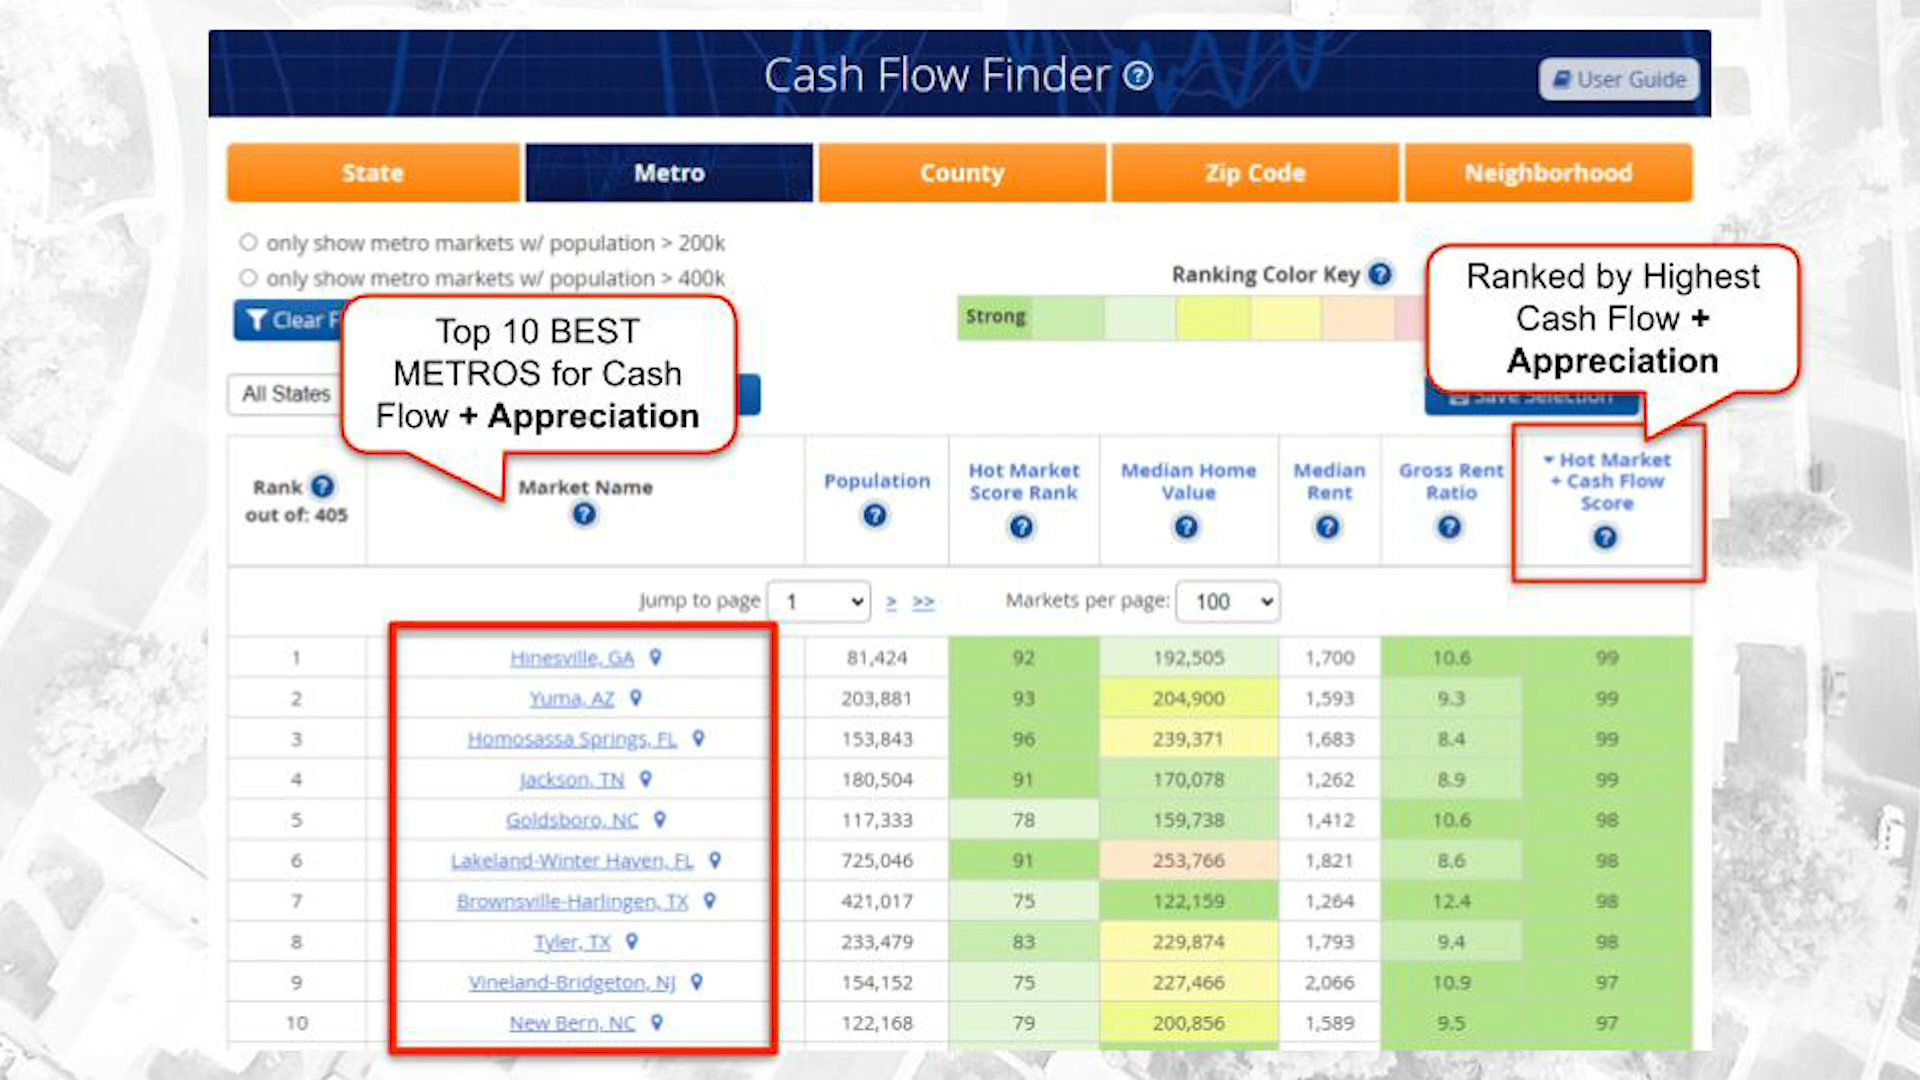 Cash Flow Finder ?
User Guide
State
Metro
County
Zip Code
Neighborhood
only show metro markets w/ population > 200k
only show metro markets w/ population > 400k
Clear F
All States
Top 10 BEST
METROS for Cash
Flow + Appreciation
Ranking Color Key ?
Strong
Ranked by Highest
Cash Flow +
Appreciation
Save Selection
Rank ?
out of: 405
Market Name
?
Population
?
Hot Market
Score Rank
?
Median Home
Value
?
Median
Rent
?
Gross Rent
Ratio
?
Hot Market
+ Cash Flow
Score
?
Jump to page 1 > >> Markets per page: 100
1 Hinesville, GA 81,424 92 192,505 1,700 10.6 99
2 Yuma, AZ 203,881 93 204,900 1,593 9.3 99
3 Homosassa Springs, FL 153,843 96 239,371 1,683 8.4 99
4 Jackson, TN 180,504 91 170,078 1,262 8.9 99
5 Goldsboro, NC 117,333 78 159,738 1,412 10.6 98
6 Lakeland-Winter Haven, FL 725,046 91 253,766 1,821 8.6 98
7 Brownsville-Harlingen, TX 421,017 75 122,159 1,264 12.4 98
8 Tyler, TX 233,479 83 229,874 1,793 9.4 98
9 Vineland-Bridgeton, NJ 154,152 75 227,466 2,066 10.9 97
10 New Bern, NC 122,168 79 200,856 1,589 9.5 97